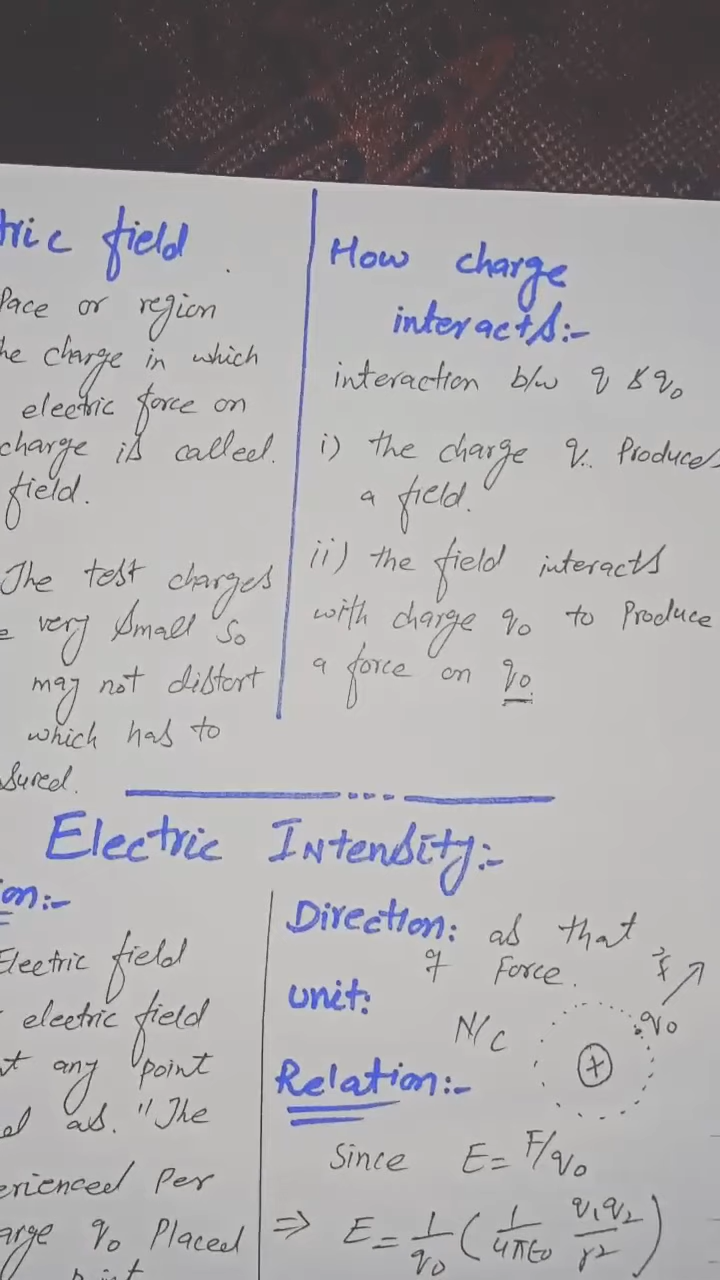 tric field
Pace or region
he charge in which
electric force on
charge is called.
field.
The test charges
e very small so
may not distort
which has to
sured.
How charge
interacts:-
interaction b/w q & q₀
i) the charge q. Produces
a field.
ii) the field interacts
with charge q₀ to Produce
a force on q₀
Electric Intensity:-
on:-
Electric field
electric field
t any point
ed as. "The
erienced Per
arge q₀ Placed
point
Direction: as that
of Force.
unit:
N/C
F
q₀
+
Relation:-
Since E = F/q₀
⇒ E = 1/q₀ (1/4πε₀ q₁q₂/r²)